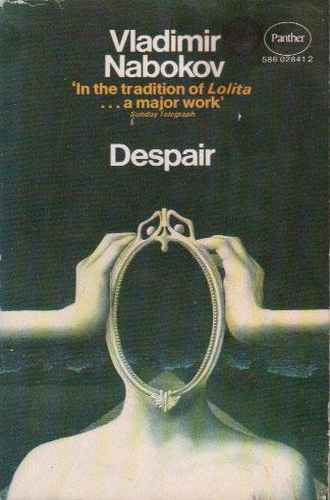 Vladimir
Nabokov
Panther
586 02841 2
'In the tradition of Lolita
. . . a major work'
Sunday Telegraph
Despair